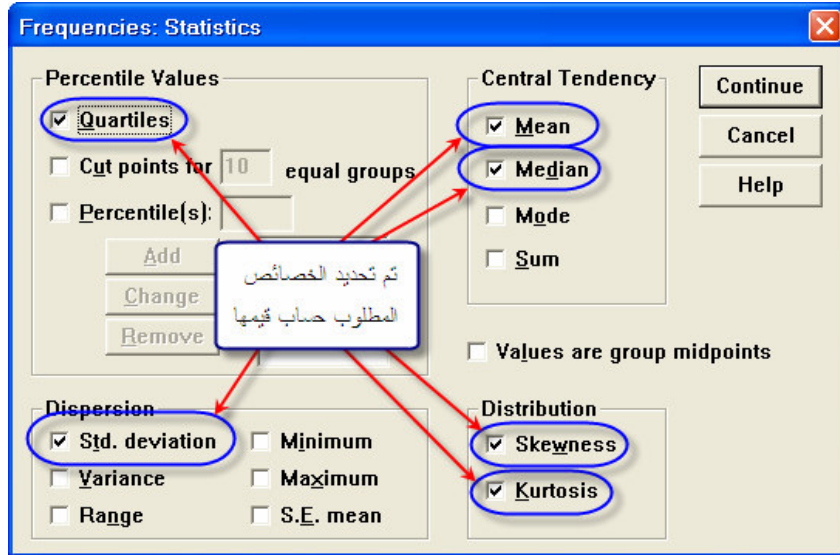 Frequencies: Statistics
Percentile Values
Quartiles
Cut points for 10 equal groups
Percentile(s):
Add
Change
Remove
Central Tendency
Mean
Median
Mode
Sum
Continue
Cancel
Help
تم تحديد الخصائص
المطلوب حساب قيمها
Values are group midpoints
Dispersion
Std. deviation
Variance
Range
Minimum
Maximum
S.E. mean
Distribution
Skewness
Kurtosis